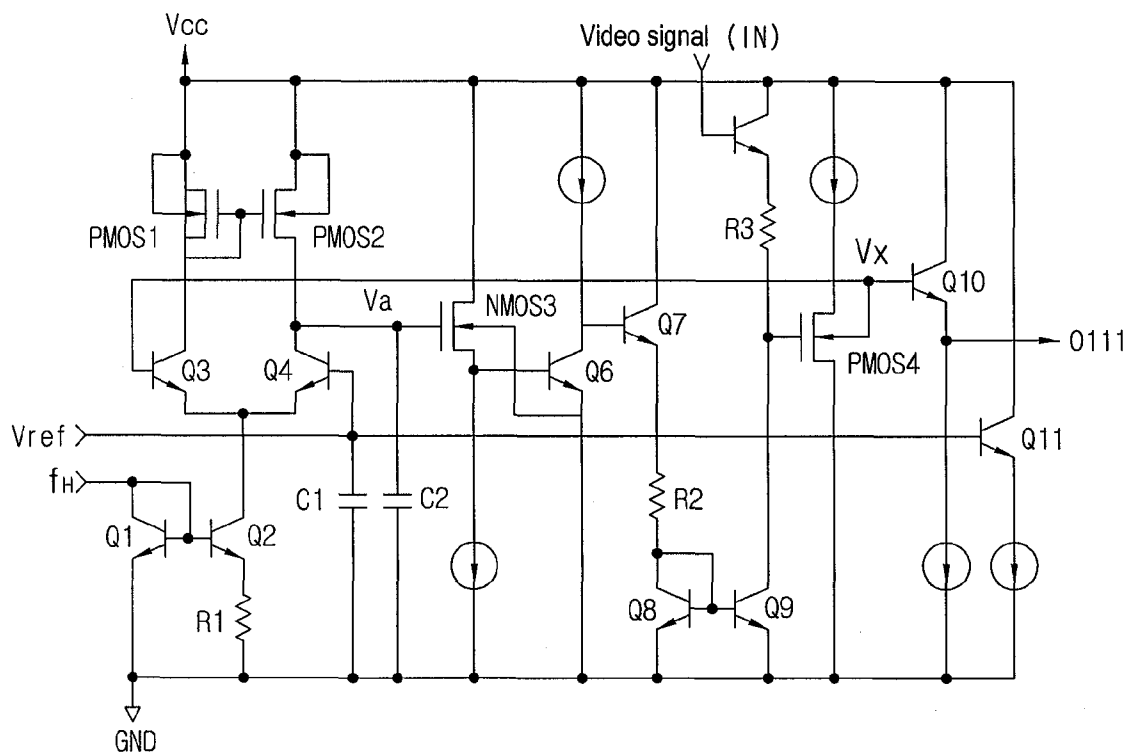 Vcc
Video signal (IN)
PMOS1
PMOS2
R3
Vx
Q10
Va
NMOS3
Q7
PMOS4
O111
Q3
Q4
Q6
Vref
Q11
fH
C1
C2
R2
Q1
Q2
R1
Q8
Q9
GND